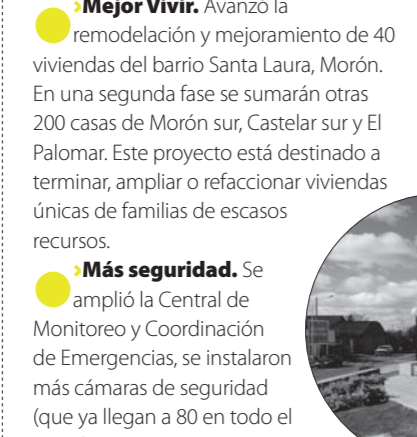 ›Mejor Vivir. Avanzó la
remodelación y mejoramiento de 40
viviendas del barrio Santa Laura, Morón.
En una segunda fase se sumarán otras
200 casas de Morón sur, Castelar sur y El
Palomar. Este proyecto está destinado a
terminar, ampliar o refaccionar viviendas
únicas de familias de escasos
recursos.
›Más seguridad. Se
amplió la Central de
Monitoreo y Coordinación
de Emergencias, se instalaron
más cámaras de seguridad
(que ya llegan a 80 en todo el